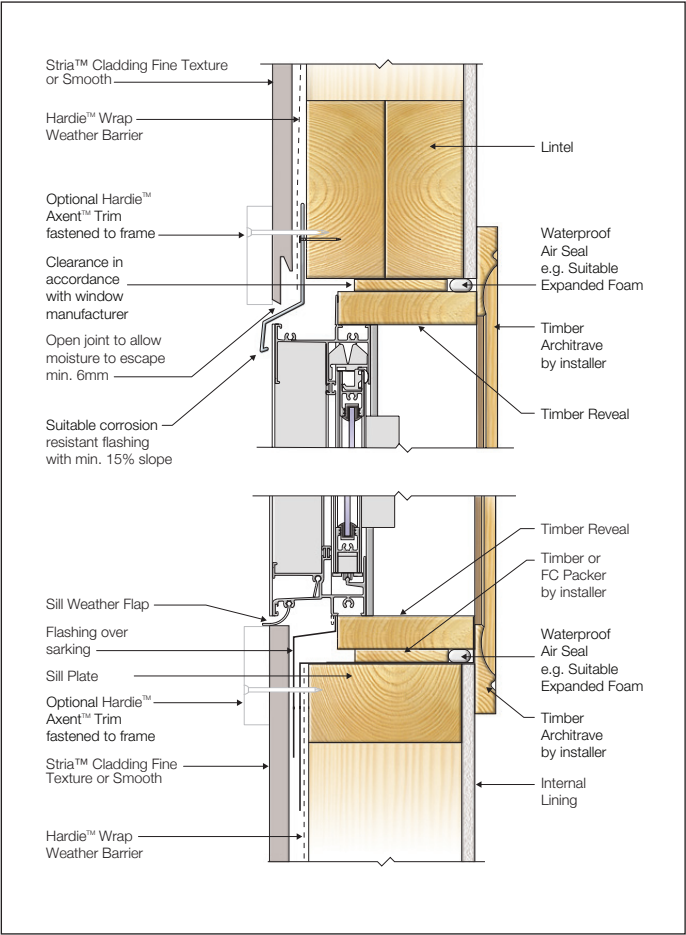 Stria™ Cladding Fine Texture
or Smooth
Hardie™ Wrap
Weather Barrier
Optional Hardie™
Axent™ Trim
fastened to frame
Clearance in
accordance
with window
manufacturer
Open joint to allow
moisture to escape
min. 6mm
Suitable corrosion
resistant flashing
with min. 15% slope
Lintel
Waterproof
Air Seal
e.g. Suitable
Expanded Foam
Timber
Architrave
by installer
Timber Reveal
Sill Weather Flap
Flashing over
sarking
Sill Plate
Optional Hardie™
Axent™ Trim
fastened to frame
Stria™ Cladding Fine
Texture or Smooth
Hardie™ Wrap
Weather Barrier
Timber Reveal
Timber or
FC Packer
by installer
Waterproof
Air Seal
e.g. Suitable
Expanded Foam
Timber
Architrave
by installer
Internal
Lining